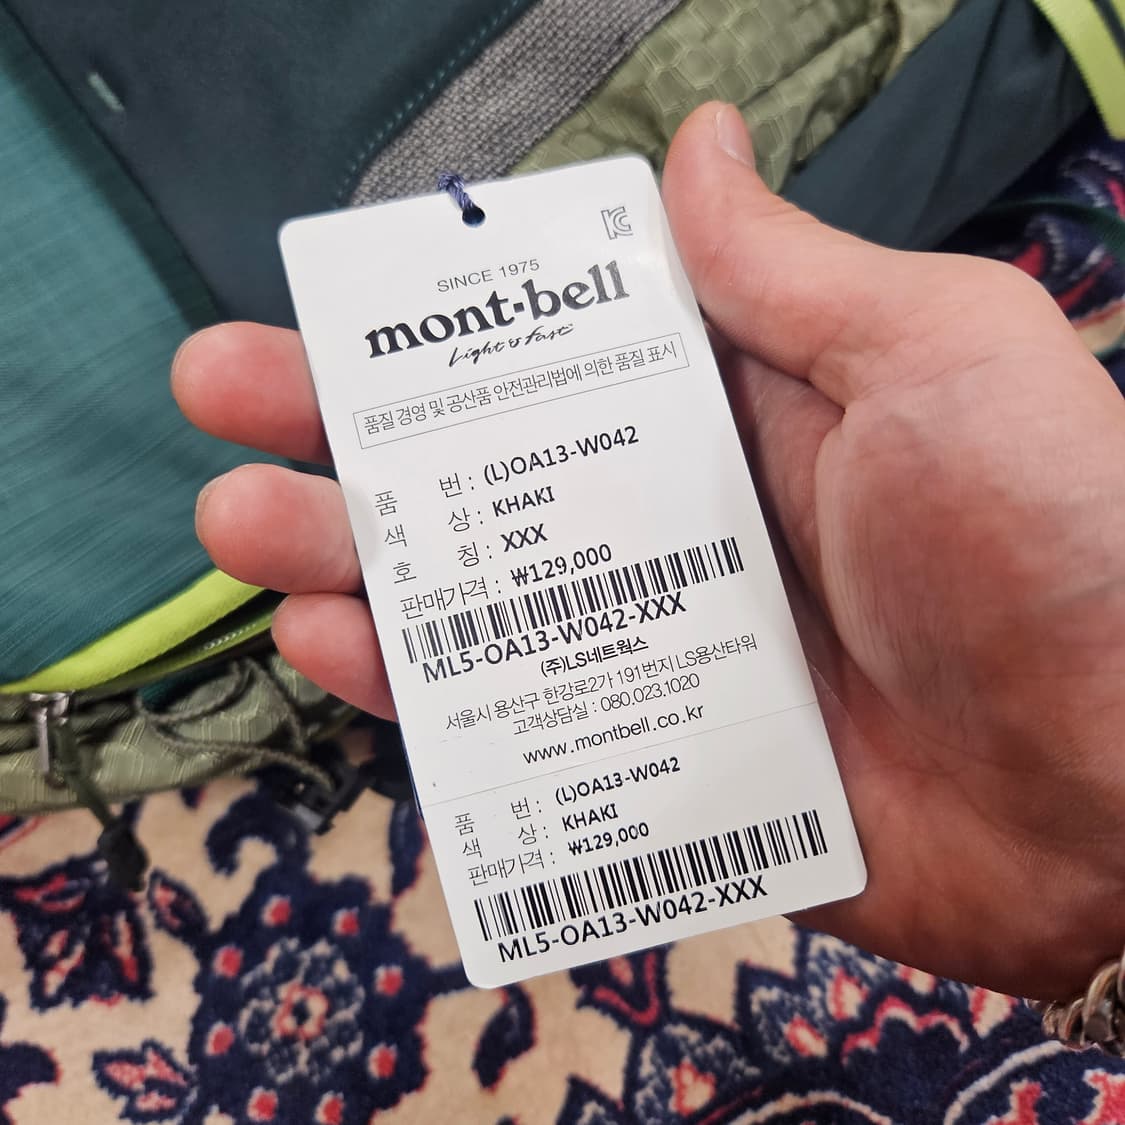 KC
SINCE 1975
mont-bell
Light & Fast™
품질 경영 및 공산품 안전관리법에 의한 품질 표시
품 번 : (L)OA13-W042
색 상 : KHAKI
호 칭 : XXX
판매가격 : ₩129,000
ML5-OA13-W042-XXX
(주)LS네트웍스
서울시 용산구 한강로2가 191번지 LS용산타워
고객상담실 : 080.023.1020
www.montbell.co.kr
품 번 : (L)OA13-W042
색 상 : KHAKI
판매가격 : ₩129,000
ML5-OA13-W042-XXX